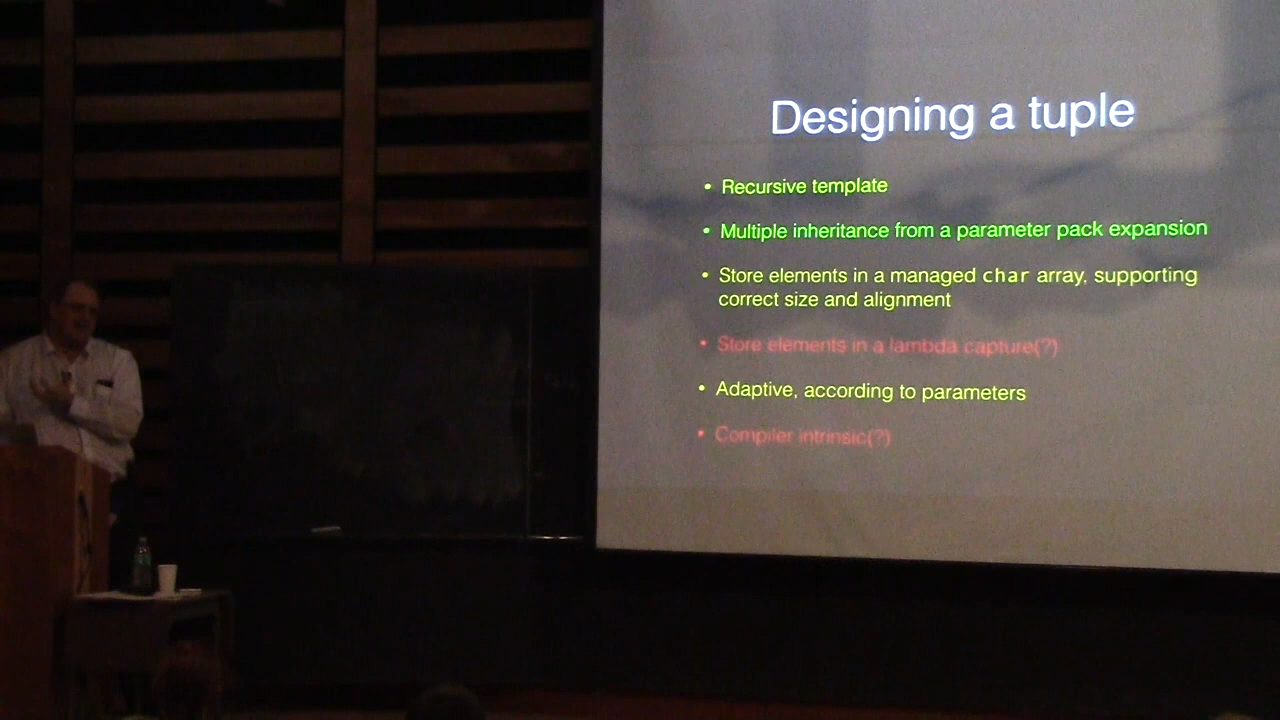 Designing a tuple
• Recursive template
• Multiple inheritance from a parameter pack expansion
• Store elements in a managed char array, supporting
correct size and alignment
• Store elements in a lambda capture(?)
• Adaptive, according to parameters
• Compiler intrinsic(?)